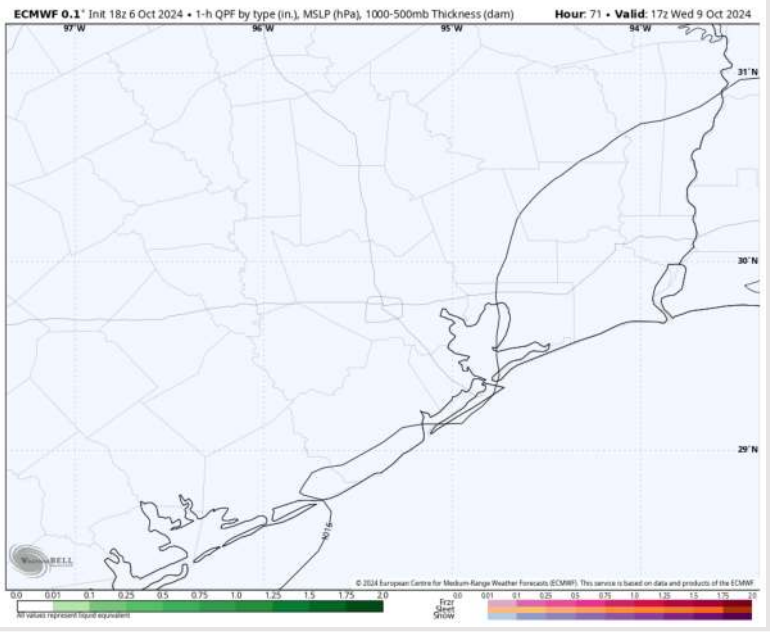 ECMWF 0.1° Init 18z 6 Oct 2024 • 1-h QPF by type (in.), MSLP (hPa), 1000-500mb Thickness (dam) Hour: 71 • Valid: 17z Wed 9 Oct 2024
97°W 96°W 95°W 94°W
31°N
30°N
29°N
1016
WeatherBELL
© 2024 European Centre for Medium-Range Weather Forecasts (ECMWF). This service is based on data and products of the ECMWF
0.0 0.01 0.1 0.25 0.5 0.75 1.0 1.25 1.5 1.75 2.0
All values represent liquid equivalent
0.0 0.01 0.1 0.25 0.5 0.75 1.0 1.25 1.5 1.75 2.0
Frzr
Sleet
Snow